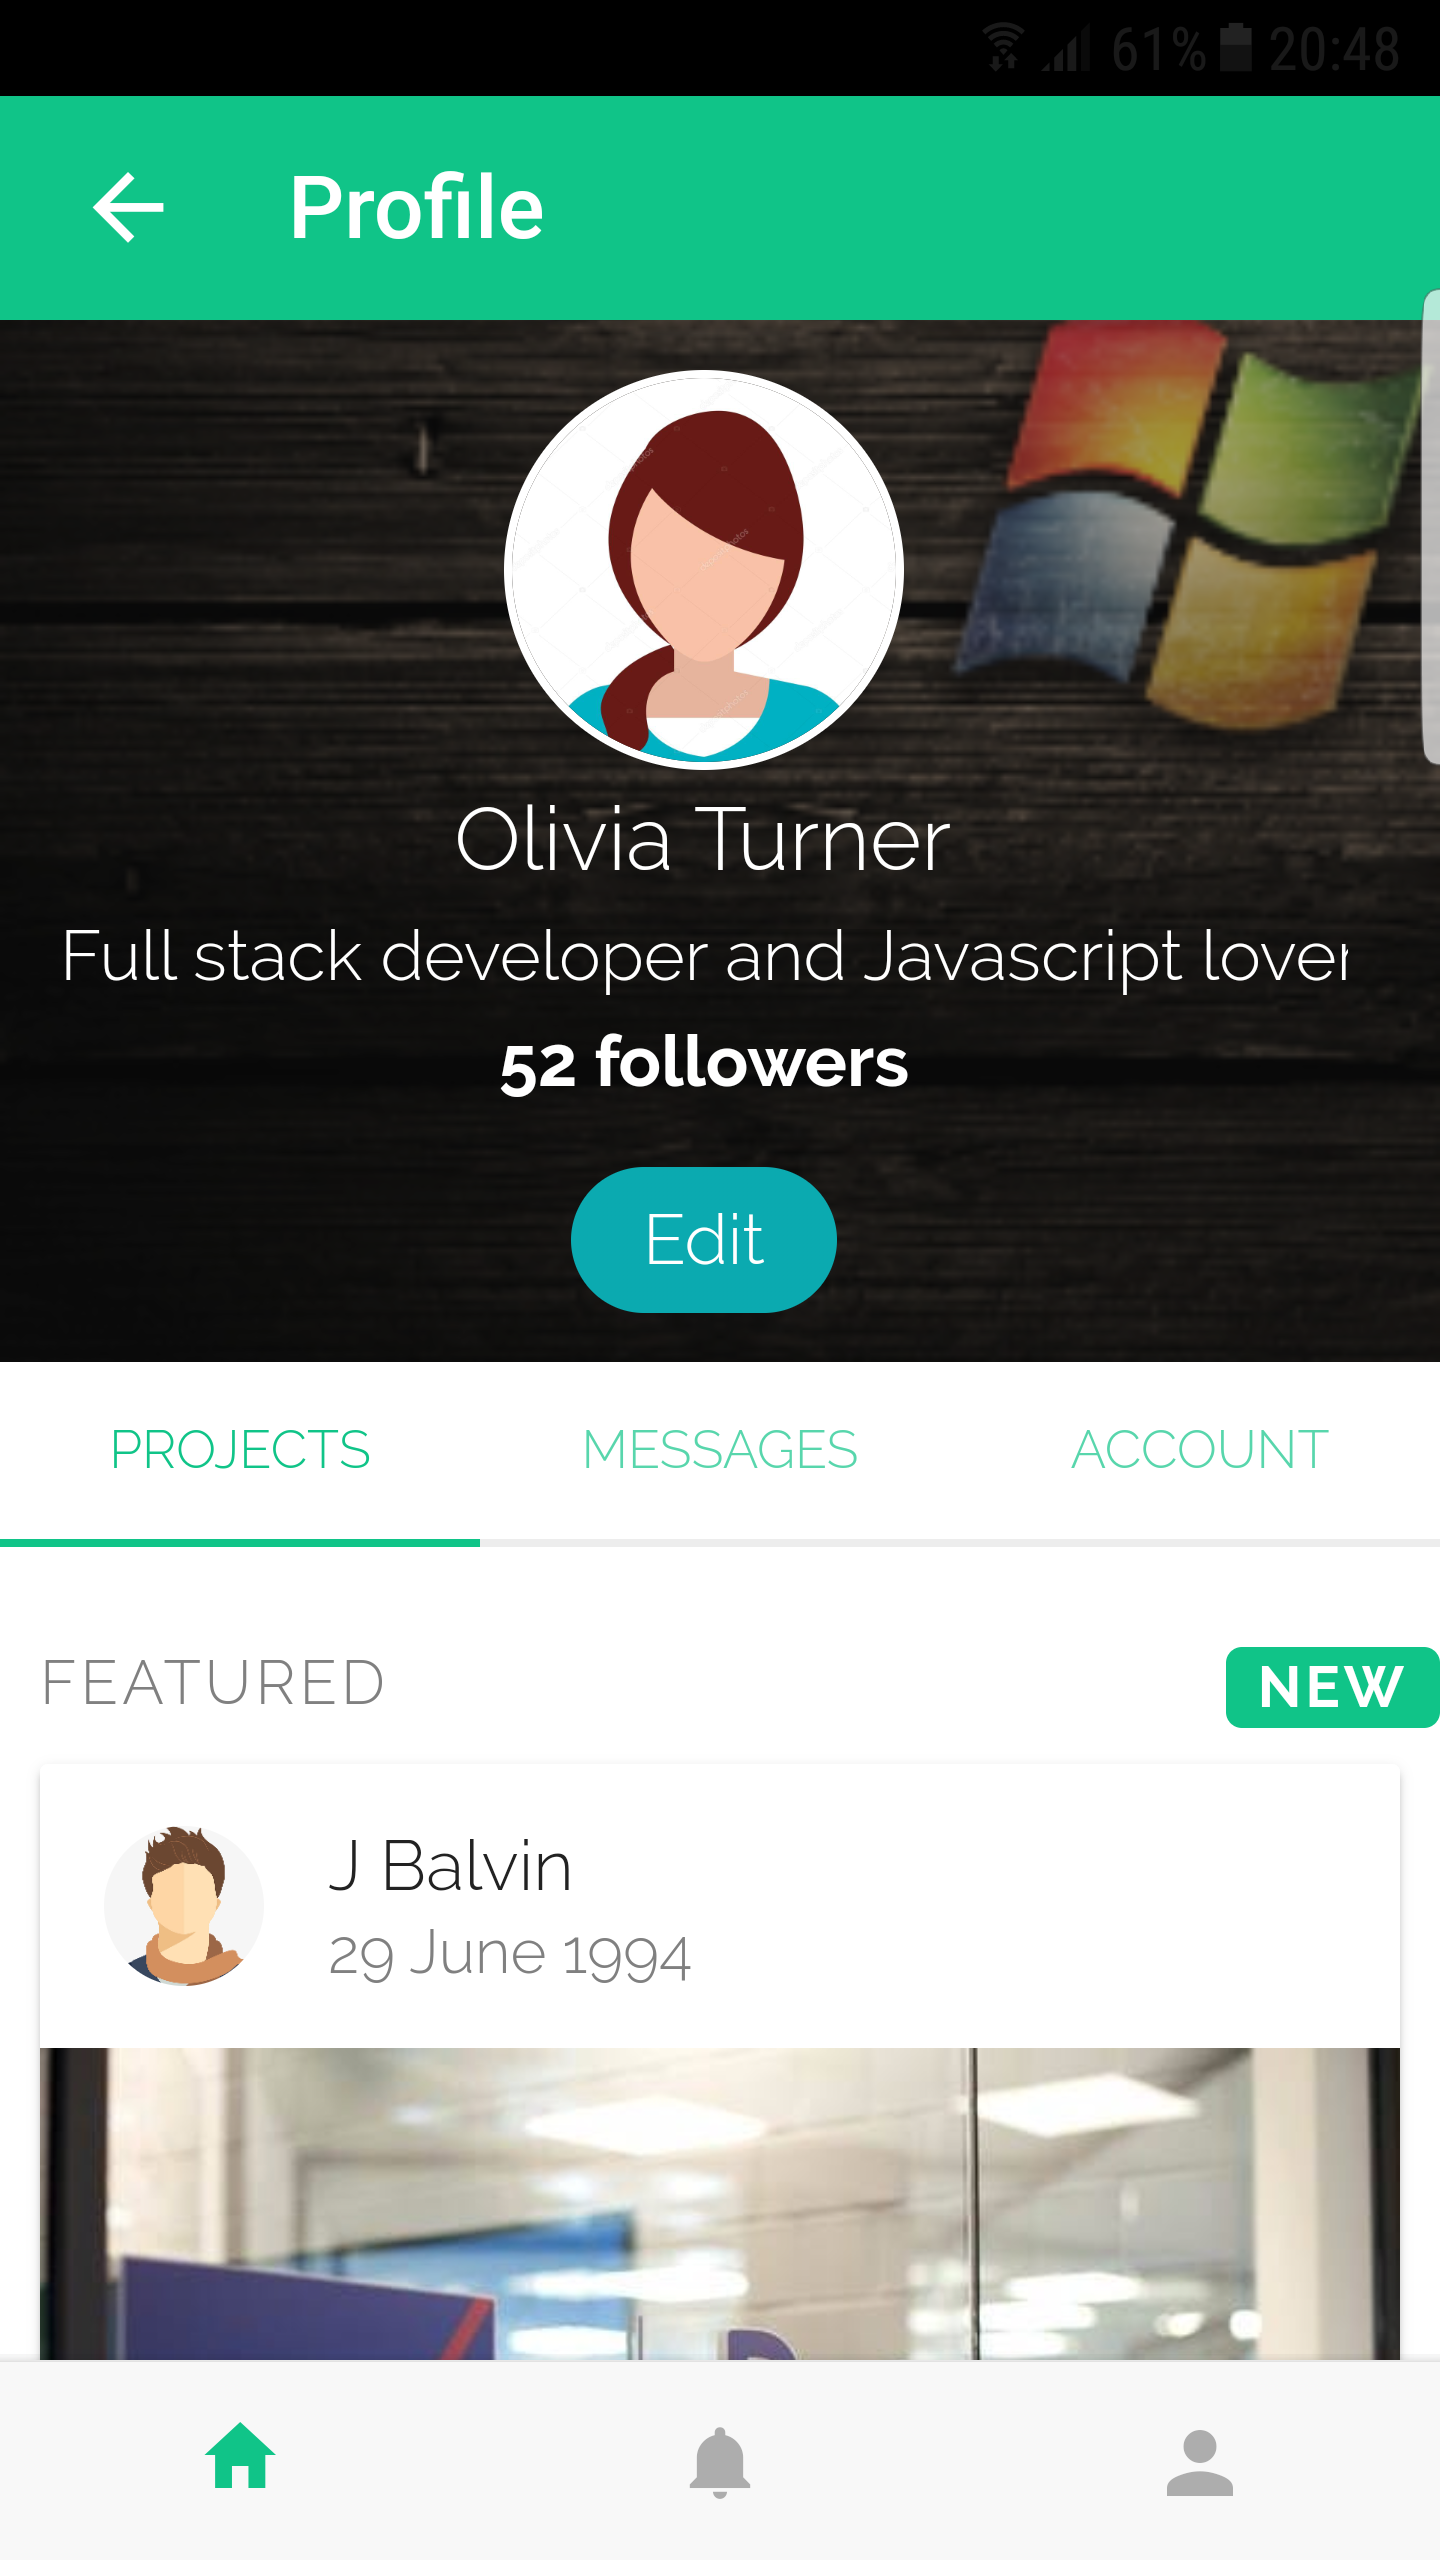 61% 20:48
Profile
Olivia Turner
Full stack developer and Javascript lover
52 followers
Edit
PROJECTS MESSAGES ACCOUNT
FEATURED NEW
J Balvin
29 June 1994